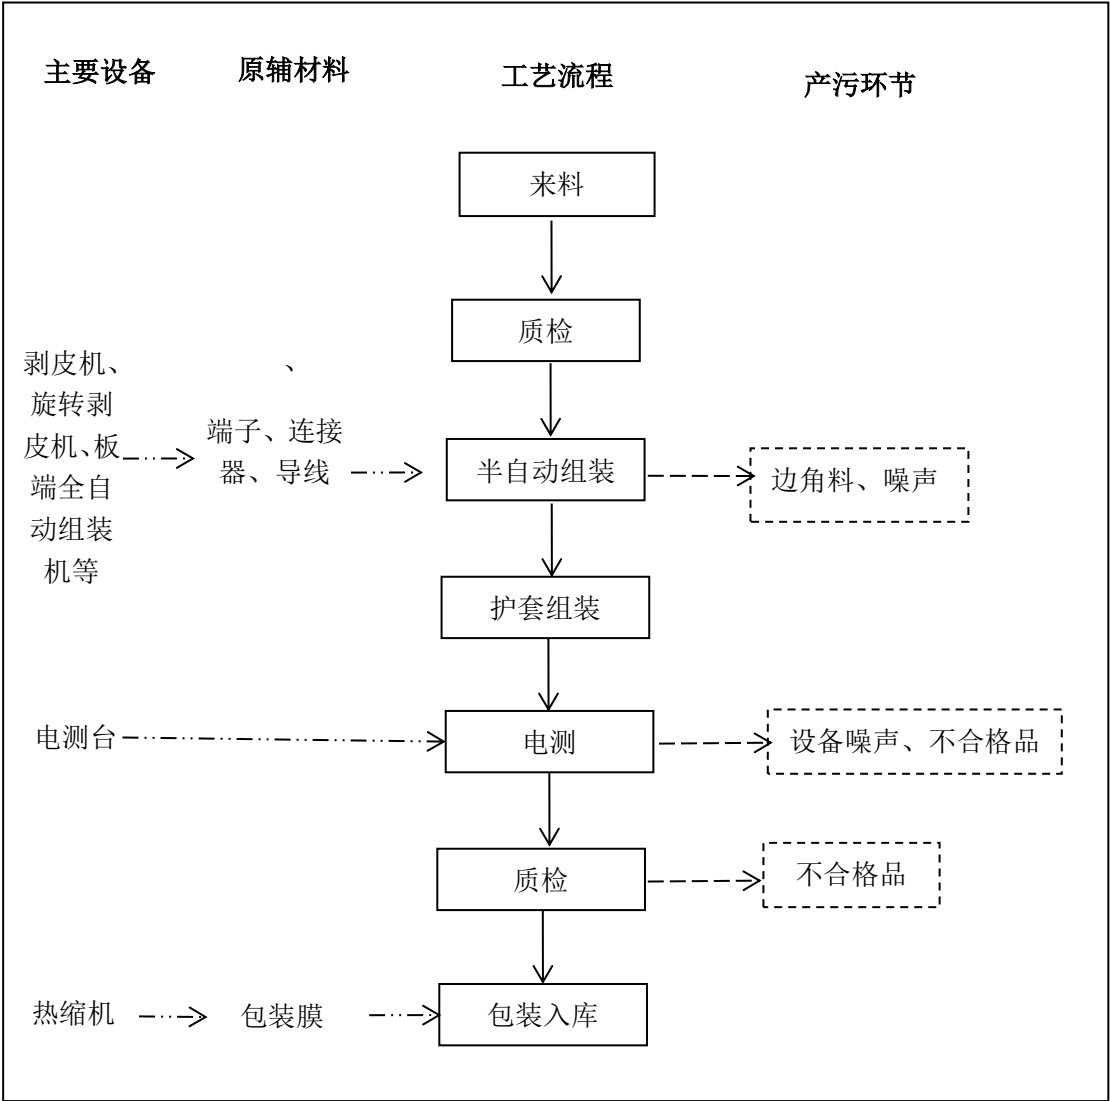 主要设备
原辅材料
工艺流程
产污环节
来料
质检
剥皮机、
旋转剥
皮机、板
端全自
动组装
机等
、
端子、连接
器、导线
半自动组装
边角料、噪声
护套组装
电测台
电测
设备噪声、不合格品
质检
不合格品
热缩机
包装膜
包装入库